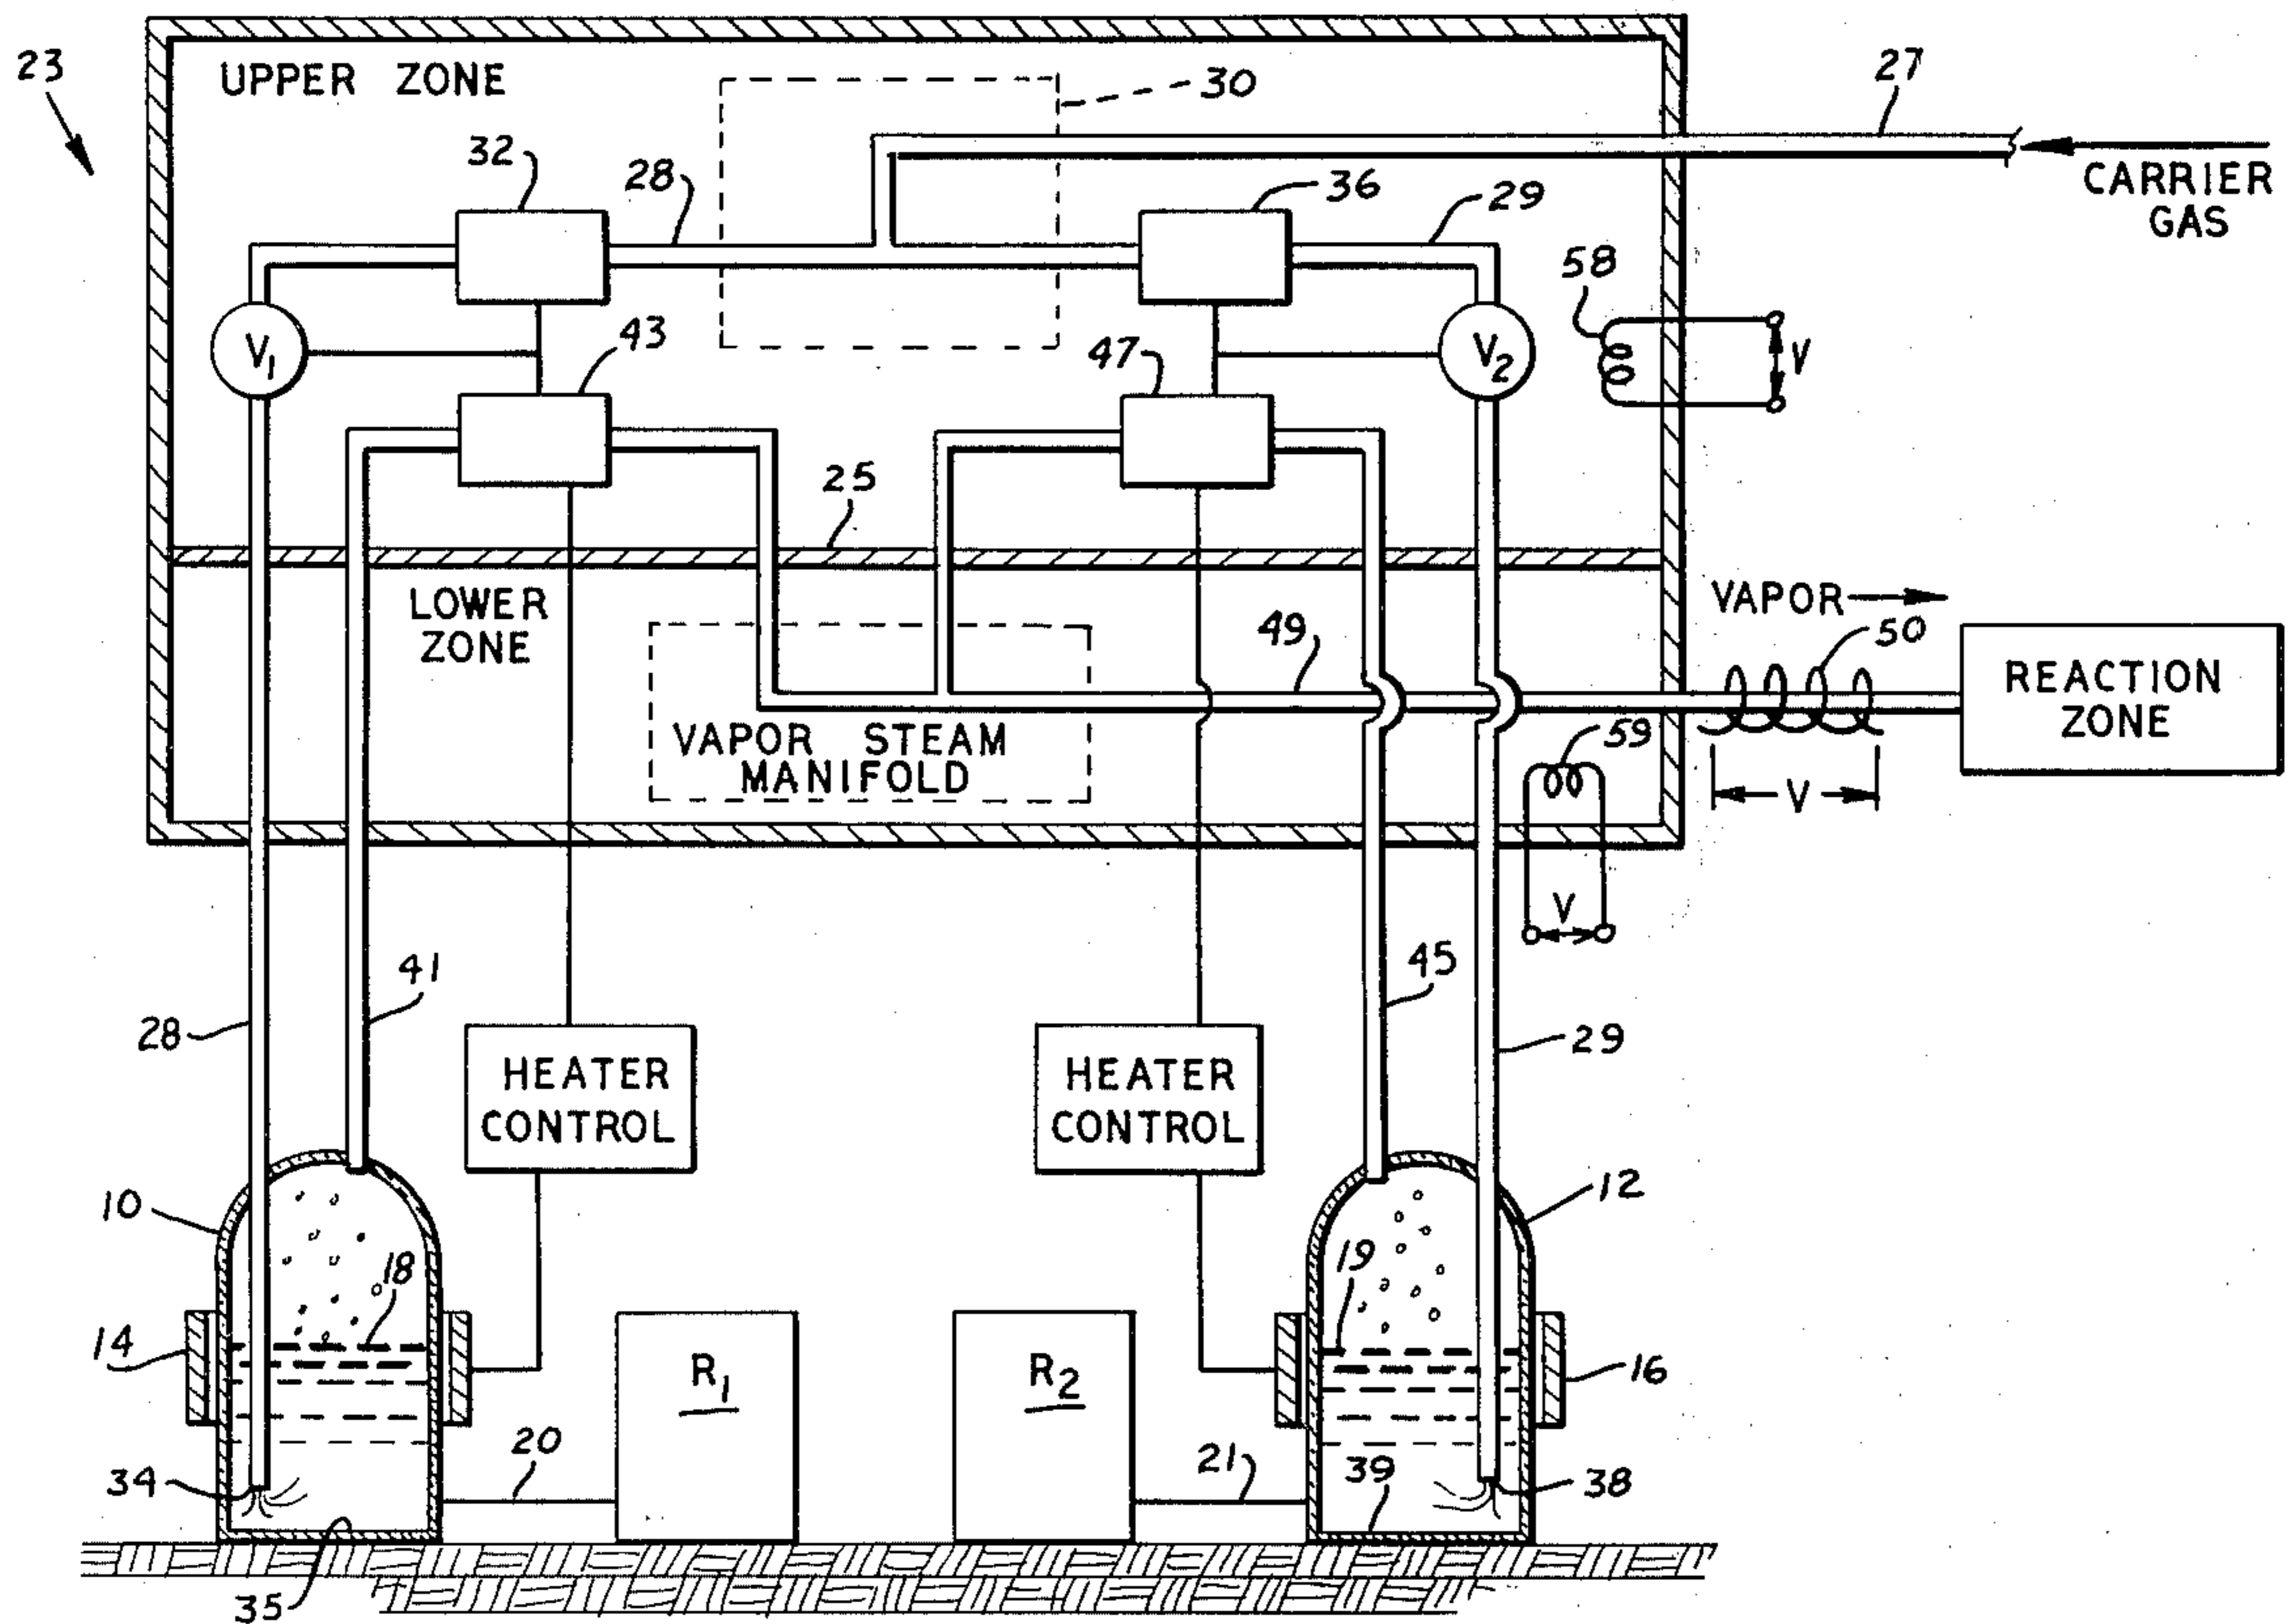 23
UPPER ZONE
30
27
CARRIER
GAS
32
28
36
29
58
V
V1
43
47
V2
25
LOWER
ZONE
49
VAPOR
50
REACTION
ZONE
VAPOR STEAM
MANIFOLD
59
V
V
41
45
28
29
HEATER
CONTROL
HEATER
CONTROL
10
12
18
19
14
16
R1
R2
20
21
34
39
38
35